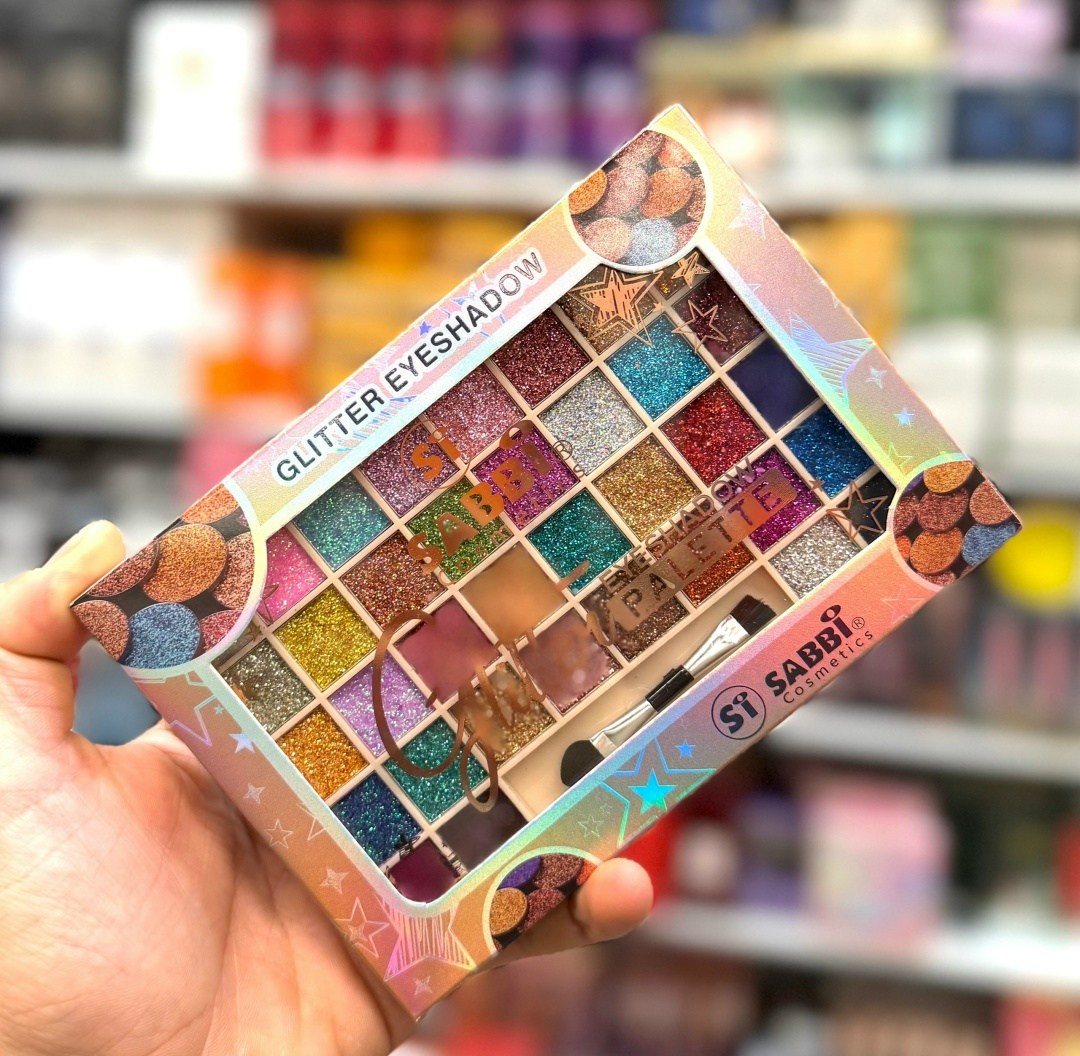 GLITTER EYESHADOW
Si
SABBi®
EYESHADOW
PALETTE
Si SABBi®
Cosmetics